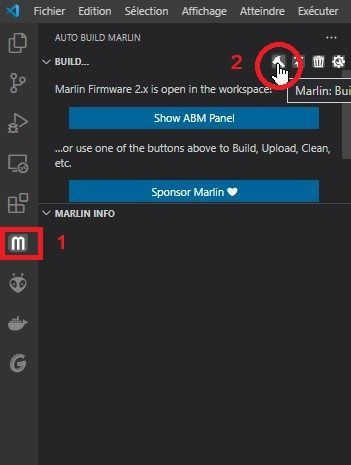 Fichier Edition Sélection Affichage Atteindre Exécuter
AUTO BUILD MARLIN
BUILD...
2
Marlin Firmware 2.x is open in the workspace.
Marlin: Bui
Show ABM Panel
...or use one of the buttons above to Build, Upload, Clean,
etc.
Sponsor Marlin
MARLIN INFO
m
1